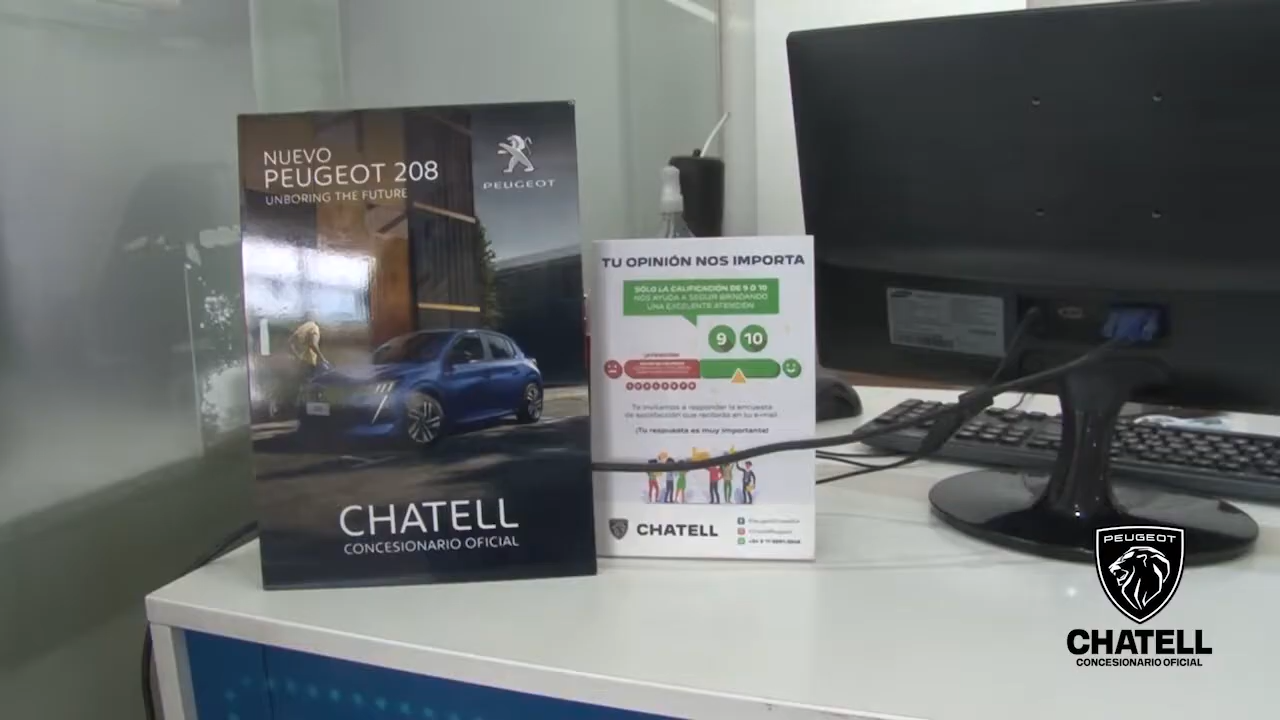 NUEVO
PEUGEOT 208
UNBORING THE FUTURE
PEUGEOT
CHATELL
CONCESIONARIO OFICIAL
TU OPINIÓN NOS IMPORTA
SÓLO LA CALIFICACIÓN DE 9 Ó 10
NOS AYUDA A SEGUIR BRINDANDO
UNA EXCELENTE ATENCIÓN
9 10
Te invitamos a responder la encuesta
de satisfacción que recibirás en tu e-mail
¡Tu respuesta es muy importante!
CHATELL
PEUGEOT
CHATELL
CONCESIONARIO OFICIAL